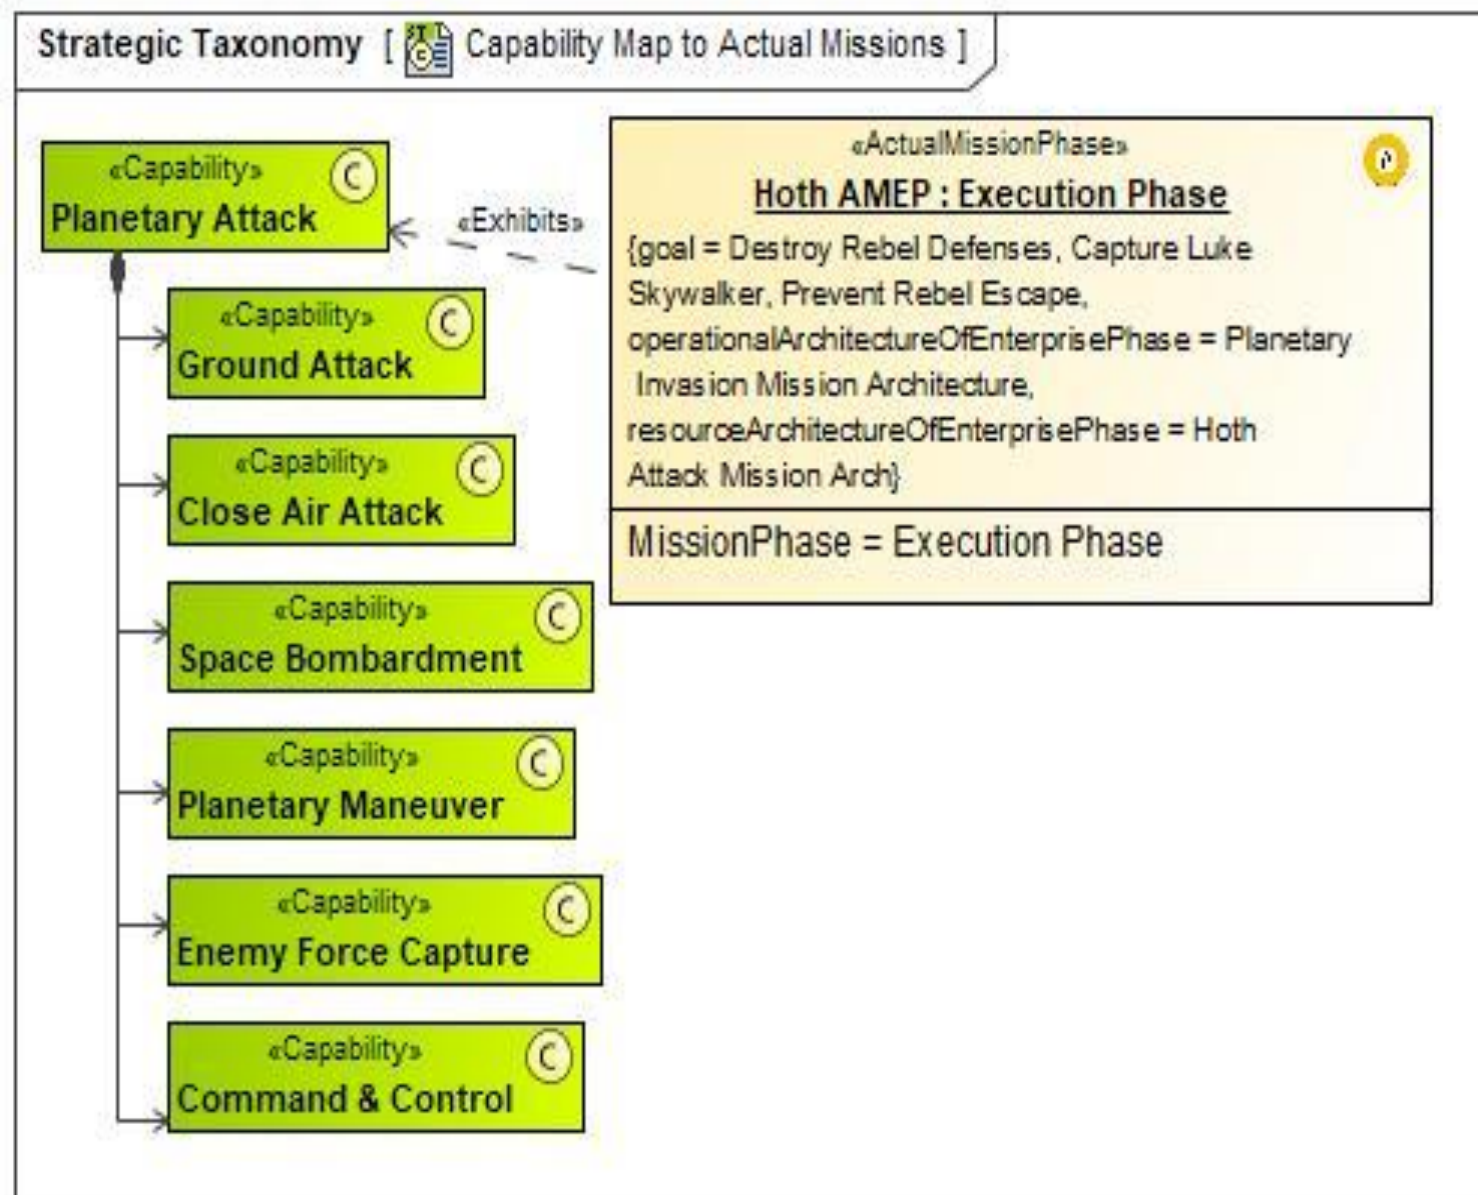 Strategic Taxonomy [ Capability Map to Actual Missions ]
«Capability»
C
Planetary Attack
«Exhibits»
«ActualMissionPhase»
Hoth AMEP : Execution Phase
{goal = Destroy Rebel Defenses, Capture Luke
Skywalker, Prevent Rebel Escape,
operationalArchitectureOfEnterprisePhase = Planetary
Invasion Mission Architecture,
resourceArchitectureOfEnterprisePhase = Hoth
Attack Mission Arch}
MissionPhase = Execution Phase
«Capability»
C
Ground Attack
«Capability»
C
Close Air Attack
«Capability»
C
Space Bombardment
«Capability»
C
Planetary Maneuver
«Capability»
C
Enemy Force Capture
«Capability»
C
Command & Control